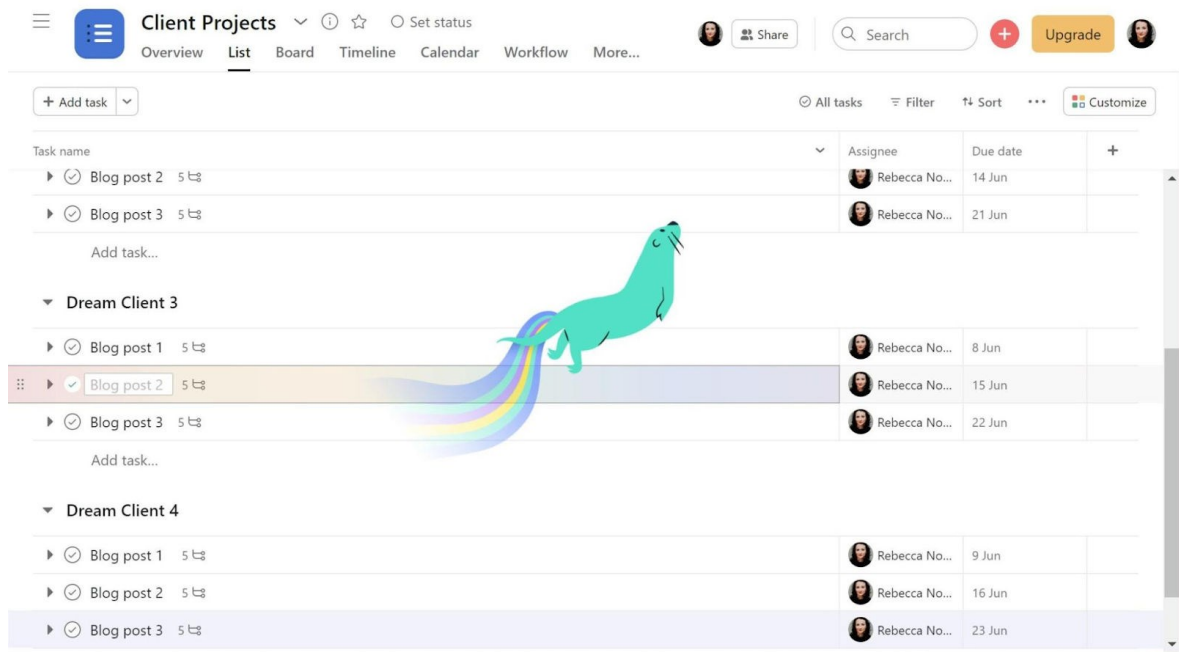 Client Projects Set status
Overview List Board Timeline Calendar Workflow More...
Share Search + Upgrade
+ Add task All tasks Filter Sort ... Customize
Task name Assignee Due date +
Blog post 2 5 Rebecca No... 14 Jun
Blog post 3 5 Rebecca No... 21 Jun
Add task...
Dream Client 3
Blog post 1 5 Rebecca No... 8 Jun
Blog post 2 5 Rebecca No... 15 Jun
Blog post 3 5 Rebecca No... 22 Jun
Add task...
Dream Client 4
Blog post 1 5 Rebecca No... 9 Jun
Blog post 2 5 Rebecca No... 16 Jun
Blog post 3 5 Rebecca No... 23 Jun